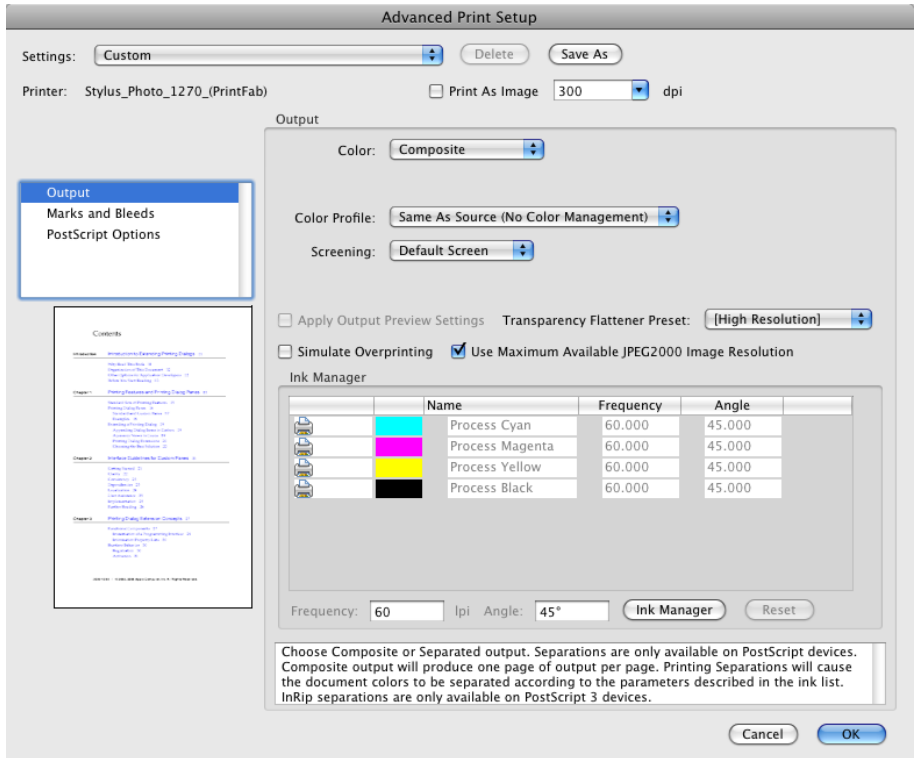 Advanced Print Setup
Settings: Custom Delete Save As
Printer: Stylus_Photo_1270_(PrintFab) Print As Image 300 dpi
Output
Color: Composite
Output
Marks and Bleeds
PostScript Options
Color Profile: Same As Source (No Color Management)
Screening: Default Screen
Apply Output Preview Settings Transparency Flattener Preset: [High Resolution]
Simulate Overprinting Use Maximum Available JPEG2000 Image Resolution
Ink Manager
Name Frequency Angle
Process Cyan 60.000 45.000
Process Magenta 60.000 45.000
Process Yellow 60.000 45.000
Process Black 60.000 45.000
Frequency: 60 lpi Angle: 45° Ink Manager Reset
Choose Composite or Separated output. Separations are only available on PostScript devices.
Composite output will produce one page of output per page. Printing Separations will cause
the document colors to be separated according to the parameters described in the ink list.
InRip separations are only available on PostScript 3 devices.
Cancel OK
Contents